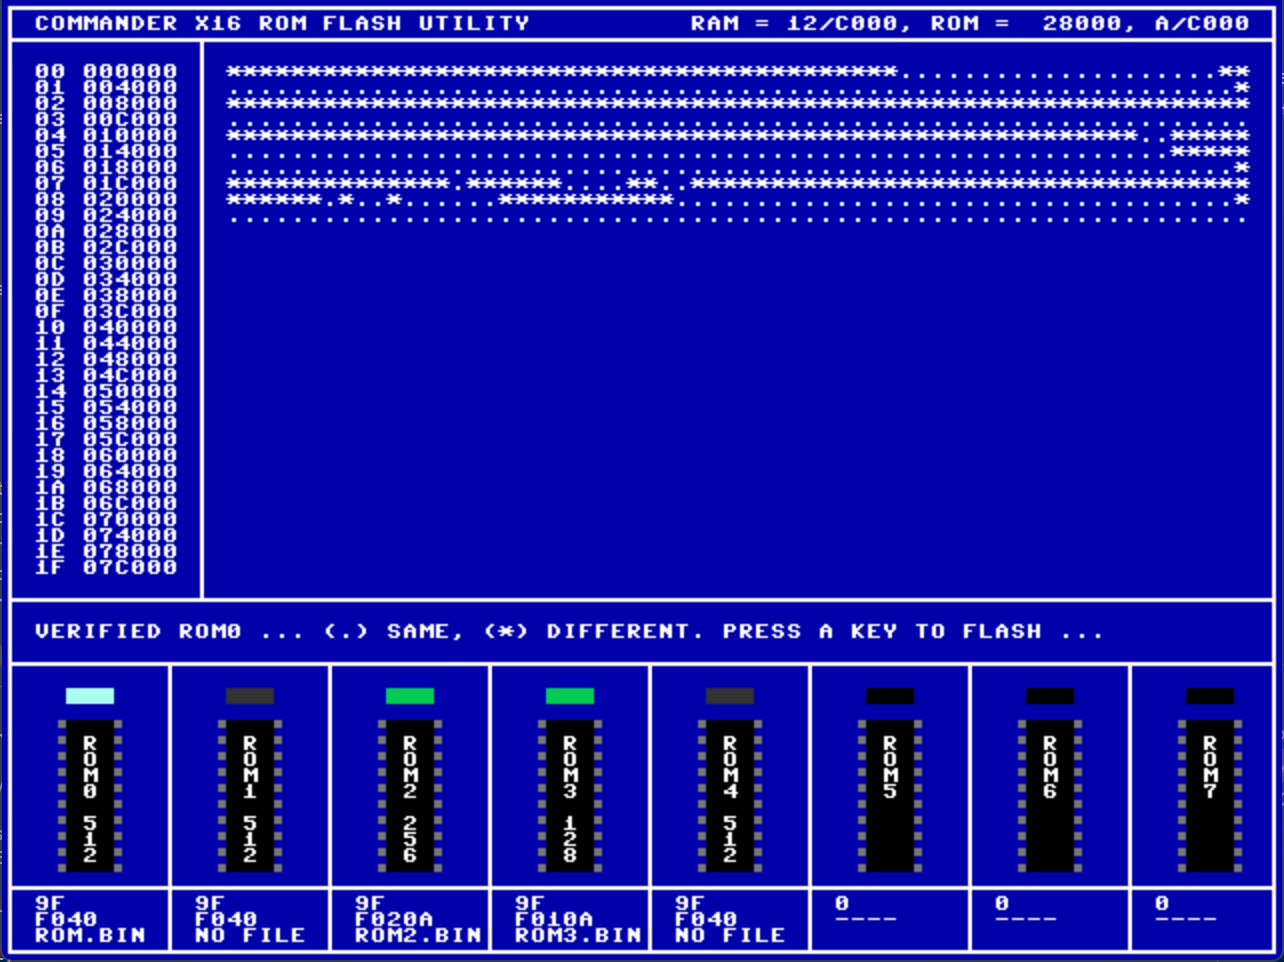 COMMANDER X16 ROM FLASH UTILITY RAM = 12/C000, ROM = 28000, A/C000
00 000000 ******************************************....................**
01 004000 ...............................................................*
02 008000 ****************************************************************
03 00C000 ................................................................
04 010000 *********************************************************..*****
05 014000 ...........................................................*****
06 018000 ...............................................................*
07 01C000 **************.******....**..***********************************
08 020000 ******.*..*......***********...................................*
09 024000 ................................................................
0A 028000
0B 02C000
0C 030000
0D 034000
0E 038000
0F 03C000
10 040000
11 044000
12 048000
13 04C000
14 050000
15 054000
16 058000
17 05C000
18 060000
19 064000
1A 068000
1B 06C000
1C 070000
1D 074000
1E 078000
1F 07C000
VERIFIED ROM0 ... (.) SAME, (*) DIFFERENT. PRESS A KEY TO FLASH ...
ROM0 512
ROM1 512
ROM2 256
ROM3 128
ROM4 512
ROM5
ROM6
ROM7
9F
F040
ROM.BIN
9F
F040
NO FILE
9F
F020A
ROM2.BIN
9F
F010A
ROM3.BIN
9F
F040
NO FILE
0
----
0
----
0
----